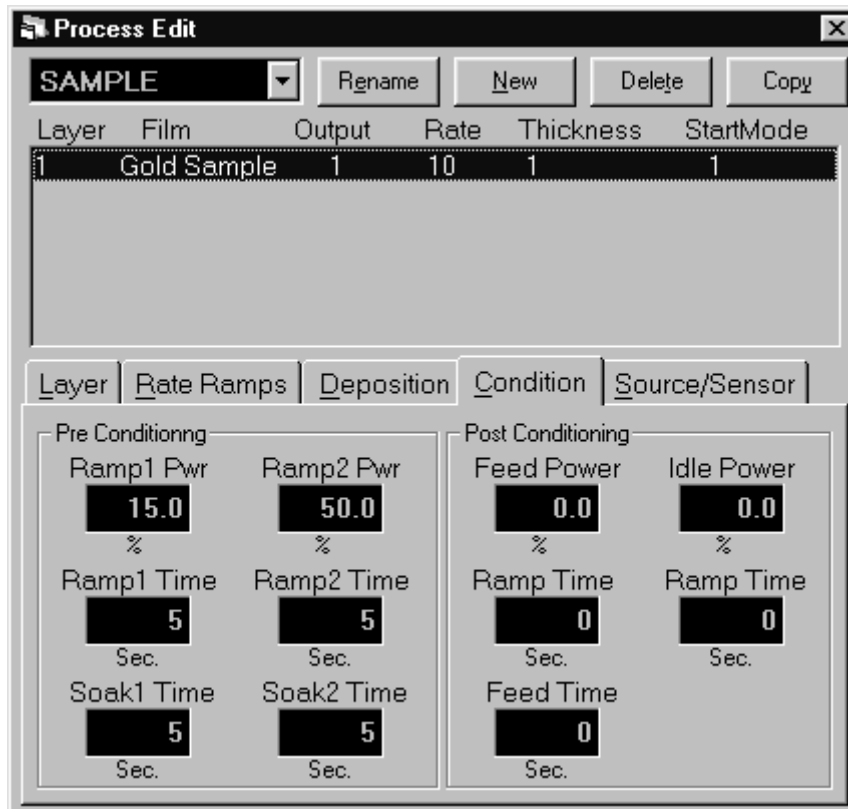 Process Edit
SAMPLE Rename New Delete Copy
Layer Film Output Rate Thickness StartMode
1 Gold Sample 1 10 1 1
Layer Rate Ramps Deposition Condition Source/Sensor
Pre Conditionng Post Conditioning
Ramp1 Pwr Ramp2 Pwr Feed Power Idle Power
15.0 50.0 0.0 0.0
% % % %
Ramp1 Time Ramp2 Time Ramp Time Ramp Time
5 5 0 0
Sec. Sec. Sec. Sec.
Soak1 Time Soak2 Time Feed Time
5 5 0
Sec. Sec. Sec.